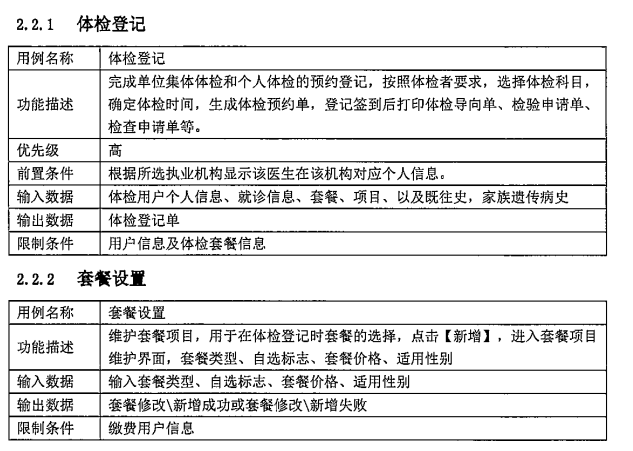 2.2.1 体检登记
用例名称 体检登记
完成单位集体体检和个人体检的预约登记，按照体检者要求，选择体检科目，
功能描述 确定体检时间，生成体检预约单，登记签到后打印体检导向单、检验申请单、
检查申请单等。
优先级 高
前置条件 根据所选执业机构显示该医生在该机构对应个人信息。
输入数据 体检用户个人信息、就诊信息、套餐、项目、以及既往史，家族遗传病史
输出数据 体检登记单
限制条件 用户信息及体检套餐信息
2.2.2 套餐设置
用例名称 套餐设置
功能描述 维护套餐项目，用于在体检登记时套餐的选择，点击【新增】，进入套餐项目
维护界面，套餐类型、自选标志、套餐价格、适用性别
输入数据 输入套餐类型、自选标志、套餐价格、适用性别
输出数据 套餐修改\新增成功或套餐修改\新增失败
限制条件 缴费用户信息